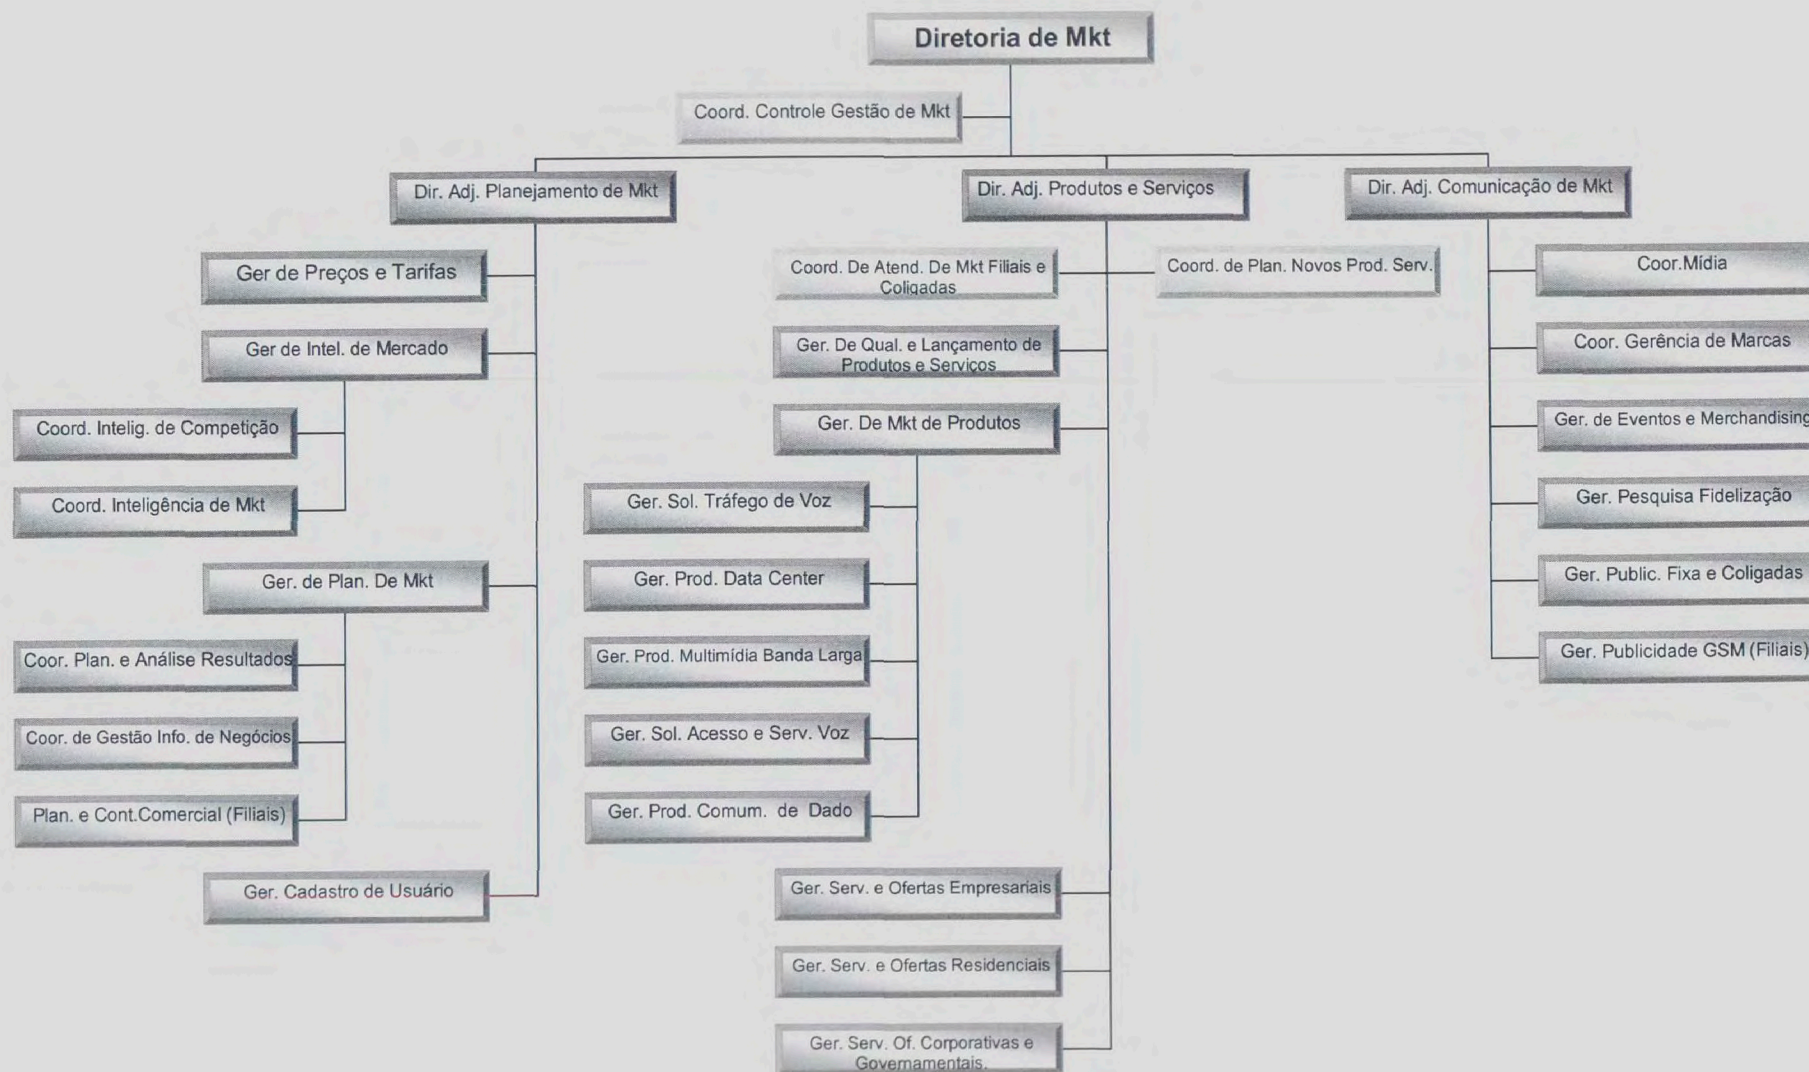 Diretoria de Mkt
Coord. Controle Gestão de Mkt
Dir. Adj. Planejamento de Mkt
Dir. Adj. Produtos e Serviços
Dir. Adj. Comunicação de Mkt
Ger de Preços e Tarifas
Ger de Intel. de Mercado
Coord. Intelig. de Competição
Coord. Inteligência de Mkt
Ger. de Plan. De Mkt
Coor. Plan. e Análise Resultados
Coor. de Gestão Info. de Negócios
Plan. e Cont.Comercial (Filiais)
Ger. Cadastro de Usuário
Coord. De Atend. De Mkt Filiais e
Coligadas
Coord. de Plan. Novos Prod. Serv.
Ger. De Qual. e Lançamento de
Produtos e Serviços
Ger. De Mkt de Produtos
Ger. Sol. Tráfego de Voz
Ger. Prod. Data Center
Ger. Prod. Multimídia Banda Larga
Ger. Sol. Acesso e Serv. Voz
Ger. Prod. Comum. de Dado
Ger. Serv. e Ofertas Empresariais
Ger. Serv. e Ofertas Residenciais
Ger. Serv. Of. Corporativas e
Governamentais.
Coor.Mídia
Coor. Gerência de Marcas
Ger. de Eventos e Merchandising
Ger. Pesquisa Fidelização
Ger. Public. Fixa e Coligadas
Ger. Publicidade GSM (Filiais)